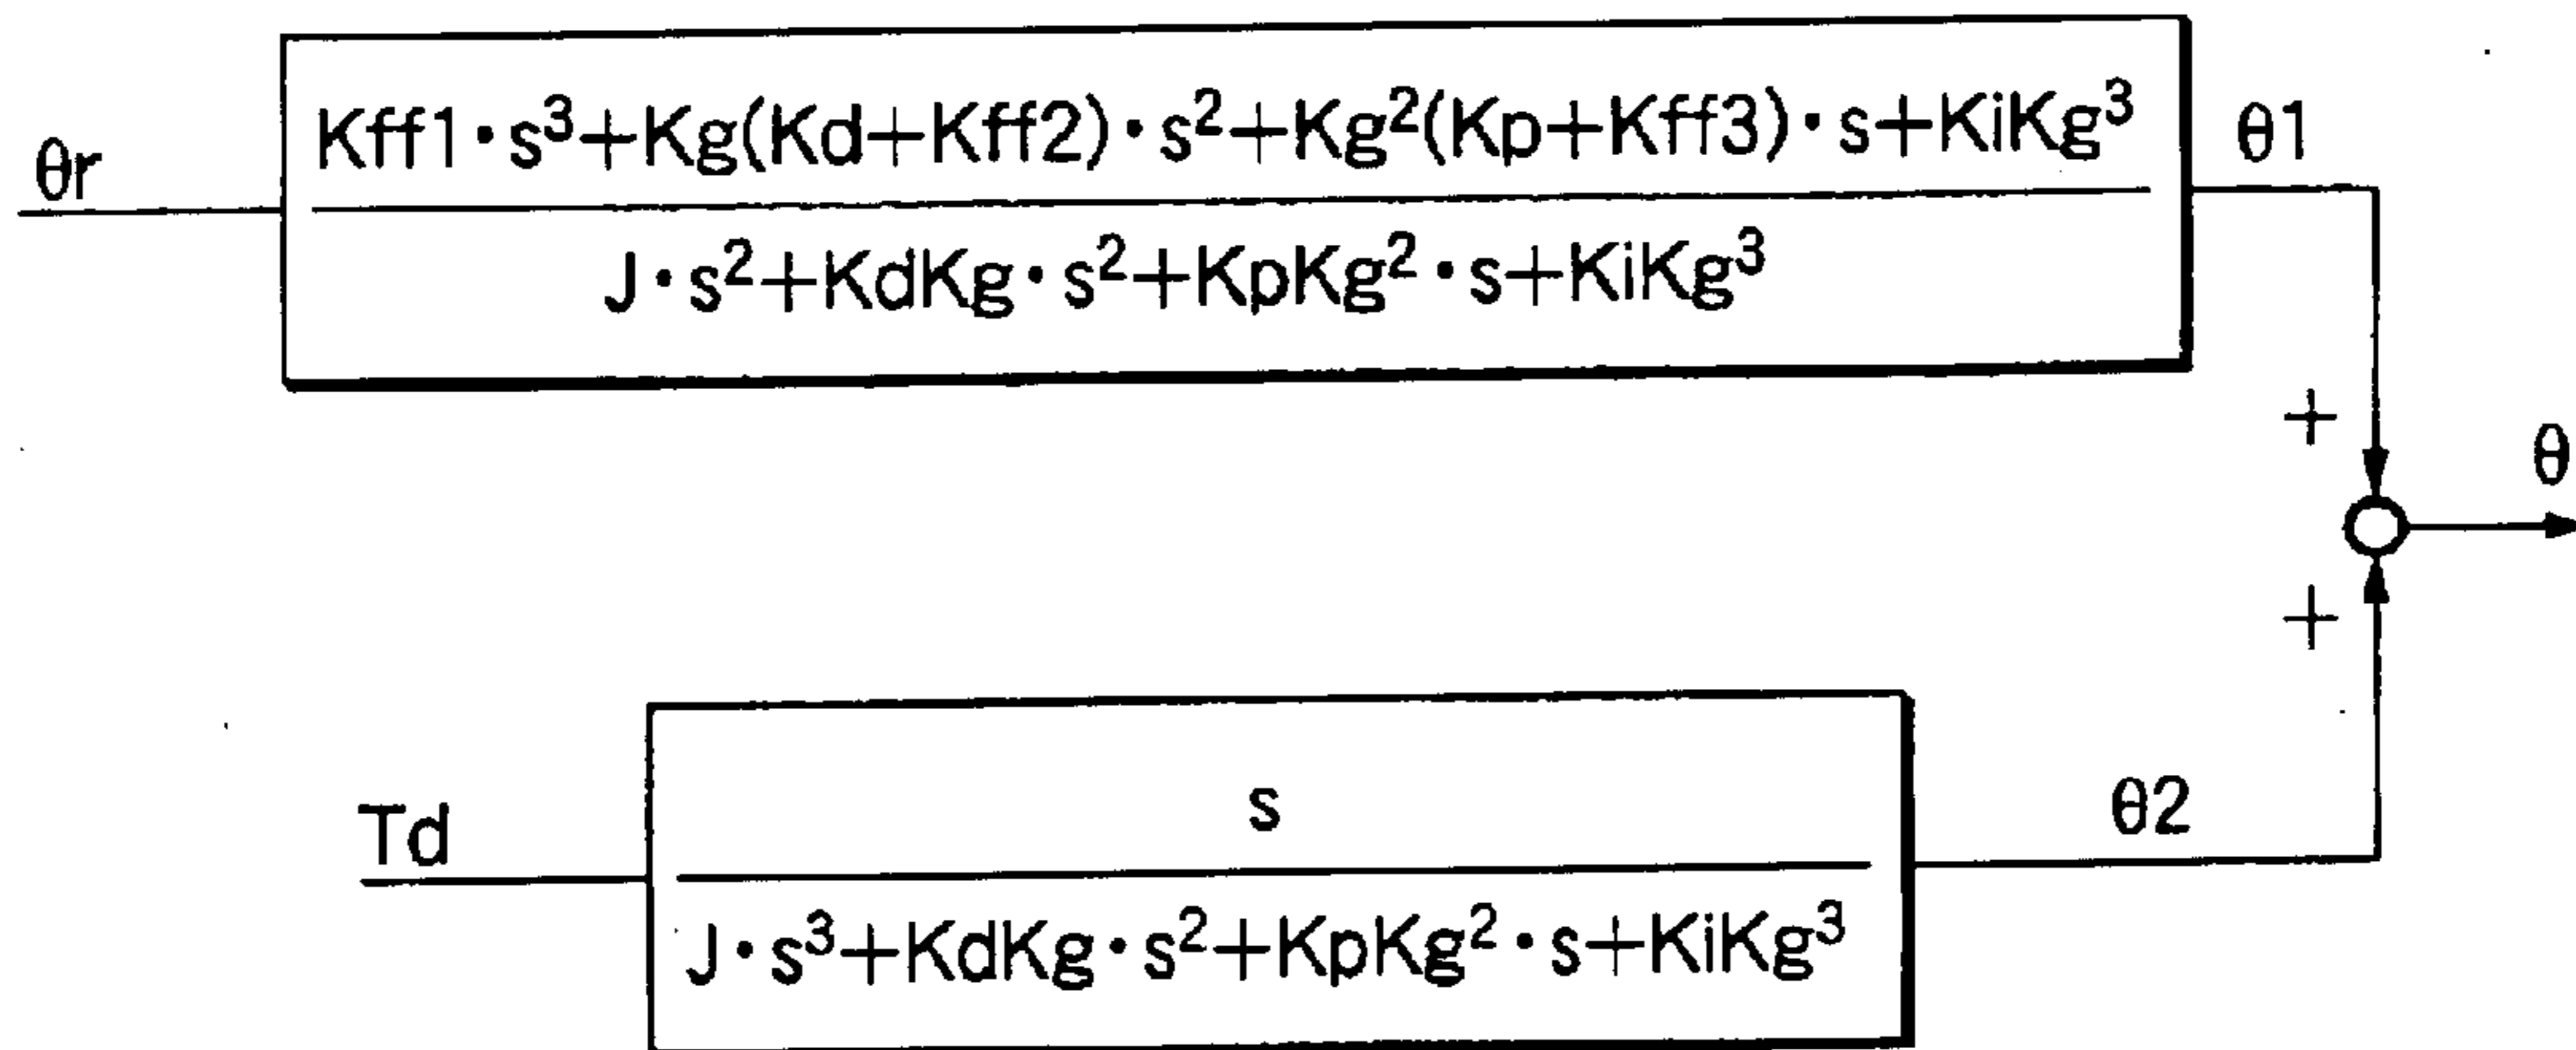 θr
Kff1·s³+Kg(Kd+Kff2)·s²+Kg²(Kp+Kff3)·s+KiKg³
J·s²+KdKg·s²+KpKg²·s+KiKg³
θ1
+
θ
+
Td
s
J·s³+KdKg·s²+KpKg²·s+KiKg³
θ2